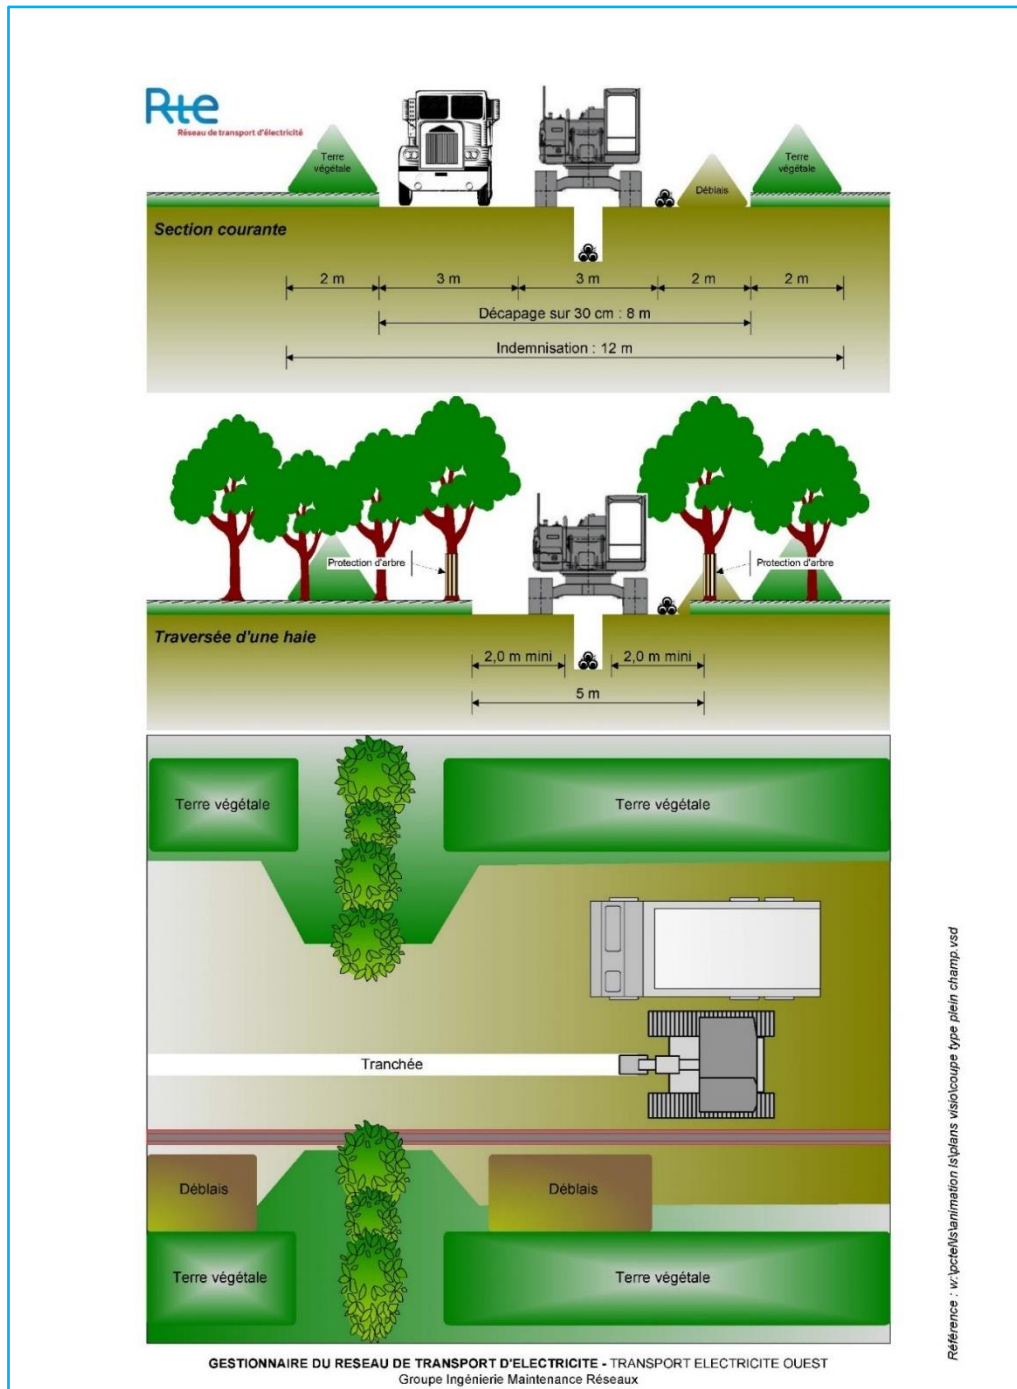 Rte
Réseau de transport d'électricité
Terre
végétale
Terre
végétale
Déblais
Section courante
2 m
3 m
3 m
2 m
2 m
Décapage sur 30 cm : 8 m
Indemnisation : 12 m
Protection d'arbre
Protection d'arbre
Traversée d'une haie
2,0 m mini
2,0 m mini
5 m
Terre végétale
Terre végétale
Tranchée
Déblais
Déblais
Terre végétale
Terre végétale
Référence : w:\pctel\ls\animation ls\plans visio\coupe type plein champ.vsd
GESTIONNAIRE DU RESEAU DE TRANSPORT D'ELECTRICITE - TRANSPORT ELECTRICITE OUEST
Groupe Ingénierie Maintenance Réseaux